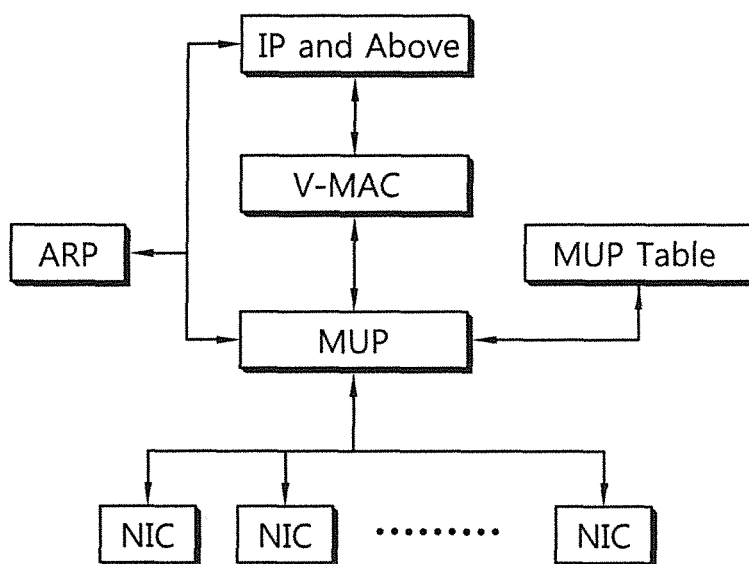 IP and Above
V-MAC
ARP
MUP Table
MUP
NIC
NIC
NIC